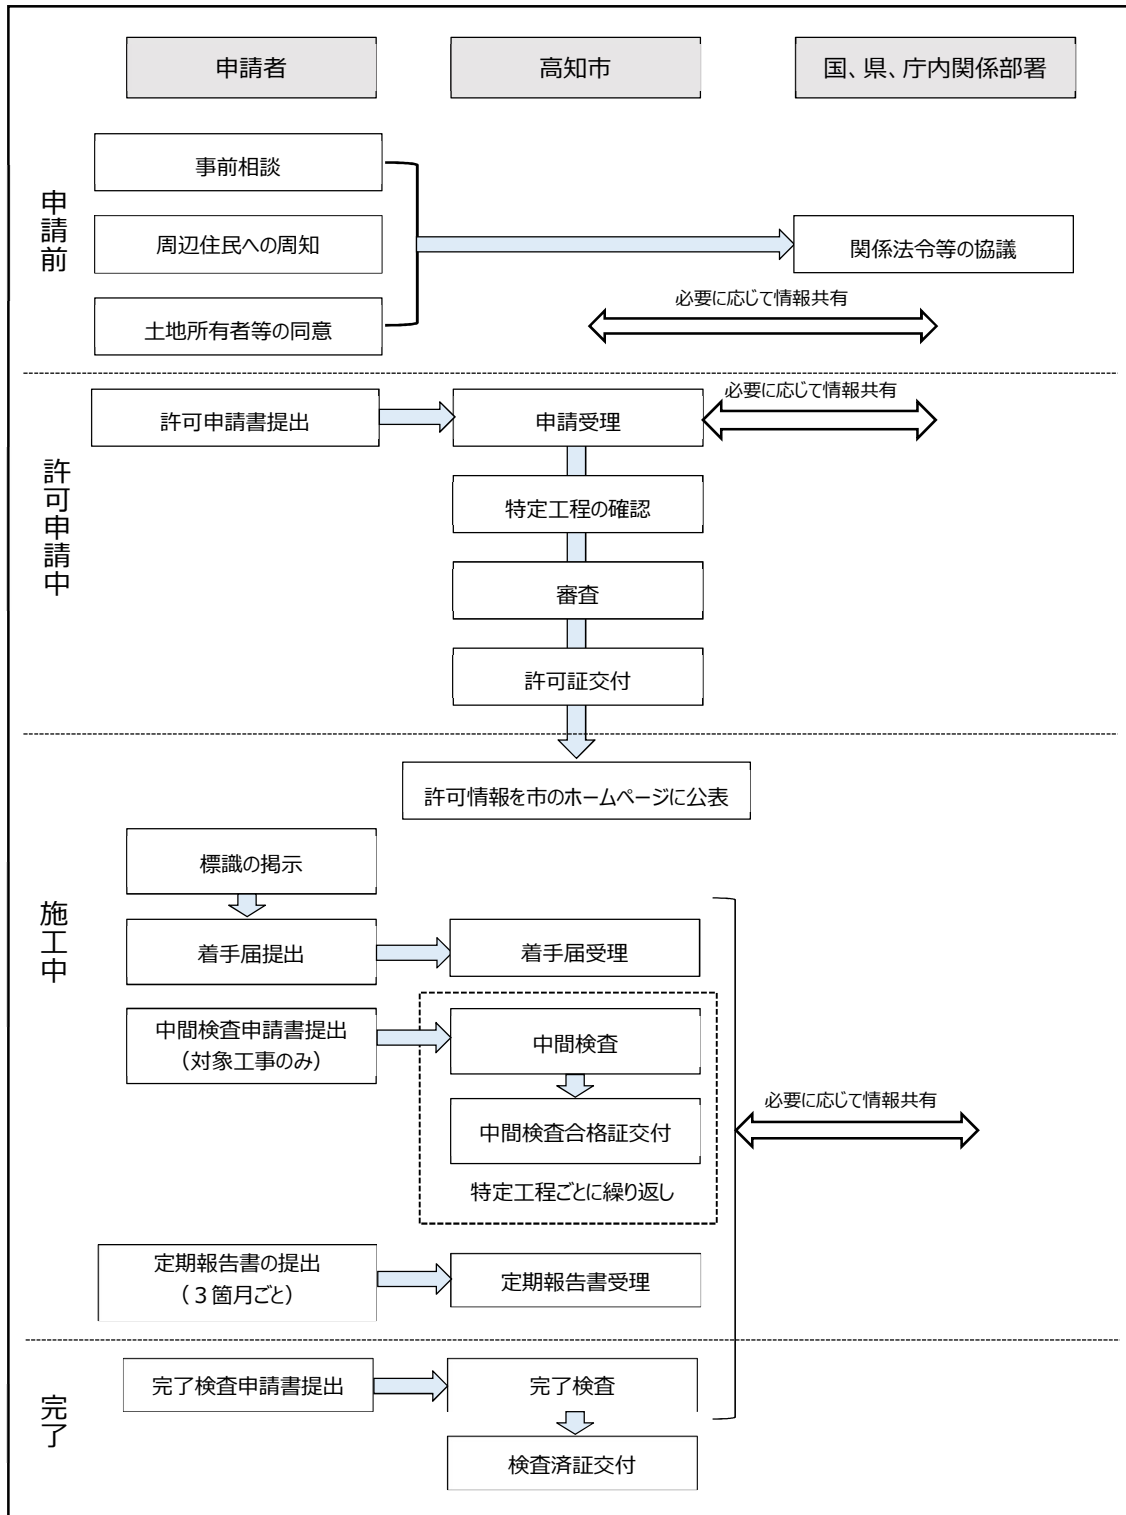 申請者
高知市
国、県、庁内関係部署
申請前
事前相談
周辺住民への周知
関係法令等の協議
必要に応じて情報共有
土地所有者等の同意
許可申請中
許可申請書提出
申請受理
必要に応じて情報共有
特定工程の確認
審査
許可証交付
許可情報を市のホームページに公表
施工中
標識の掲示
着手届提出
着手届受理
中間検査申請書提出
(対象工事のみ)
中間検査
中間検査合格証交付
必要に応じて情報共有
特定工程ごとに繰り返し
定期報告書の提出
(3箇月ごと)
定期報告書受理
完了
完了検査申請書提出
完了検査
検査済証交付